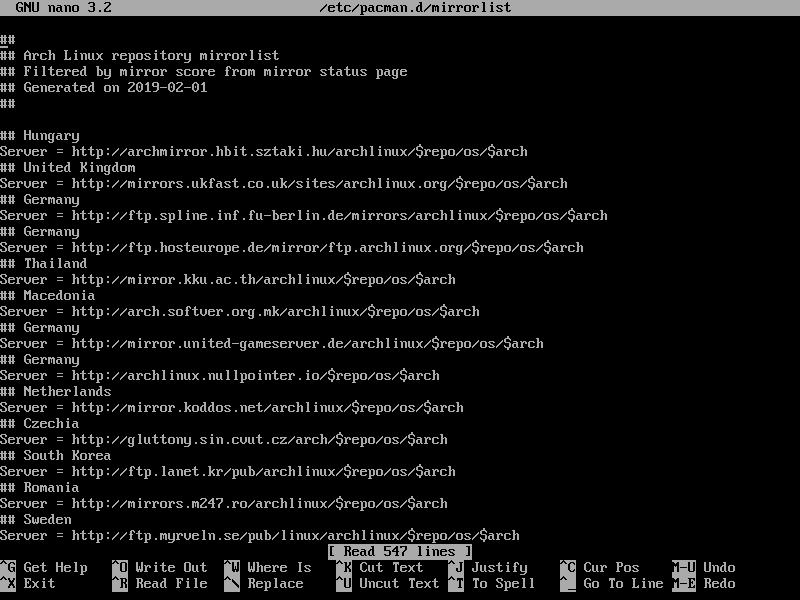 GNU nano 3.2 /etc/pacman.d/mirrorlist
##
## Arch Linux repository mirrorlist
## Filtered by mirror score from mirror status page
## Generated on 2019-02-01
##
## Hungary
Server = http://archmirror.hbit.sztaki.hu/archlinux/$repo/os/$arch
## United Kingdom
Server = http://mirrors.ukfast.co.uk/sites/archlinux.org/$repo/os/$arch
## Germany
Server = http://ftp.spline.inf.fu-berlin.de/mirrors/archlinux/$repo/os/$arch
## Germany
Server = http://ftp.hosteurope.de/mirror/ftp.archlinux.org/$repo/os/$arch
## Thailand
Server = http://mirror.kku.ac.th/archlinux/$repo/os/$arch
## Macedonia
Server = http://arch.softver.org.mk/archlinux/$repo/os/$arch
## Germany
Server = http://mirror.united-gameserver.de/archlinux/$repo/os/$arch
## Germany
Server = http://archlinux.nullpointer.io/$repo/os/$arch
## Netherlands
Server = http://mirror.koddos.net/archlinux/$repo/os/$arch
## Czechia
Server = http://gluttony.sin.cvut.cz/arch/$repo/os/$arch
## South Korea
Server = http://ftp.lanet.kr/pub/archlinux/$repo/os/$arch
## Romania
Server = http://mirrors.m247.ro/archlinux/$repo/os/$arch
## Sweden
Server = http://ftp.myrveln.se/pub/linux/archlinux/$repo/os/$arch
[ Read 547 lines ]
^G Get Help ^O Write Out ^W Where Is ^K Cut Text ^J Justify ^C Cur Pos M-U Undo
^X Exit ^R Read File ^\ Replace ^U Uncut Text ^T To Spell ^_ Go To Line M-E Redo